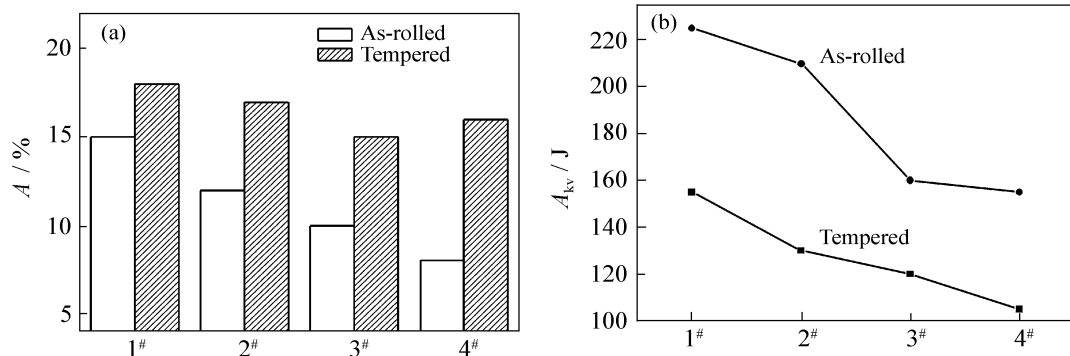 (a)
As-rolled
Tempered
20
15
10
5
A / %
1# 2# 3# 4#
(b)
As-rolled
Tempered
220
200
180
160
140
120
100
Akv / J
1# 2# 3# 4#